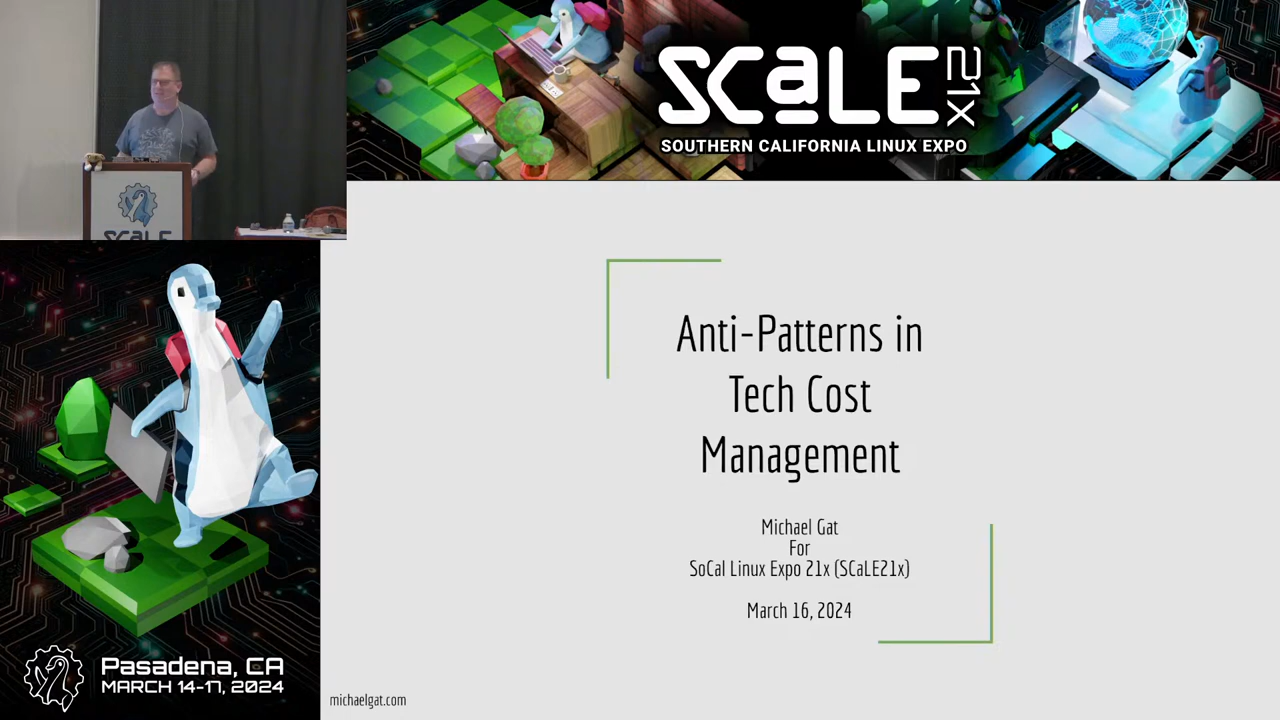 SCaLE 21x
SOUTHERN CALIFORNIA LINUX EXPO
SCALE
Anti-Patterns in
Tech Cost
Management
Michael Gat
For
SoCal Linux Expo 21x (SCaLE21x)
March 16, 2024
Pasadena, CA
MARCH 14-17, 2024
michaelgat.com